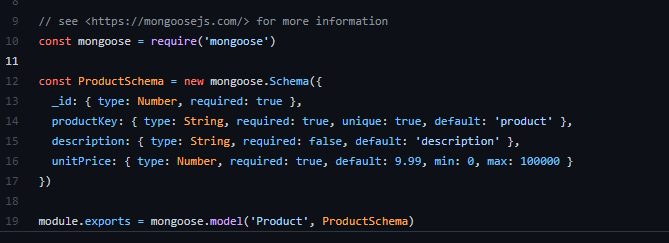 8
9 // see <https://mongoosejs.com/> for more information
10 const mongoose = require('mongoose')
11
12 const ProductSchema = new mongoose.Schema({
13 _id: { type: Number, required: true },
14 productKey: { type: String, required: true, unique: true, default: 'product' },
15 description: { type: String, required: false, default: 'description' },
16 unitPrice: { type: Number, required: true, default: 9.99, min: 0, max: 100000 }
17 })
18
19 module.exports = mongoose.model('Product', ProductSchema)